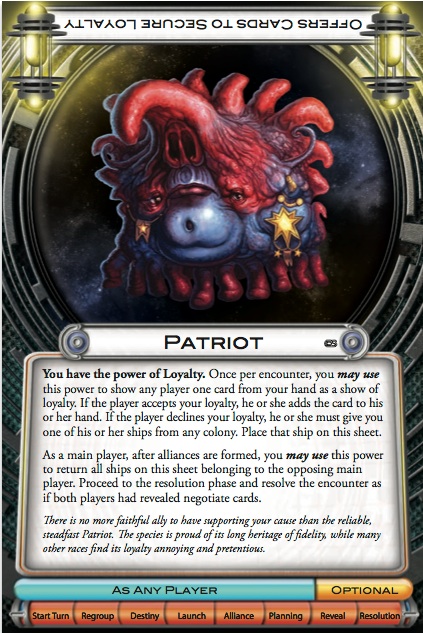 Offers Cards to Secure Loyalty
Patriot
You have the power of Loyalty. Once per encounter, you may use
this power to show any player one card from your hand as a show of
loyalty. If the player accepts your loyalty, he or she adds the card to his
or her hand. If the player declines your loyalty, he or she must give you
one of his or her ships from any colony. Place that ship on this sheet.
As a main player, after alliances are formed, you may use this power
to return all ships on this sheet belonging to the opposing main
player. Proceed to the resolution phase and resolve the encounter as
if both players had revealed negotiate cards.
There is no more faithful ally to have supporting your cause than the reliable,
steadfast Patriot. The species is proud of its long heritage of fidelity, while many
other races find its loyalty annoying and pretentious.
As Any Player Optional
Start Turn Regroup Destiny Launch Alliance Planning Reveal Resolution